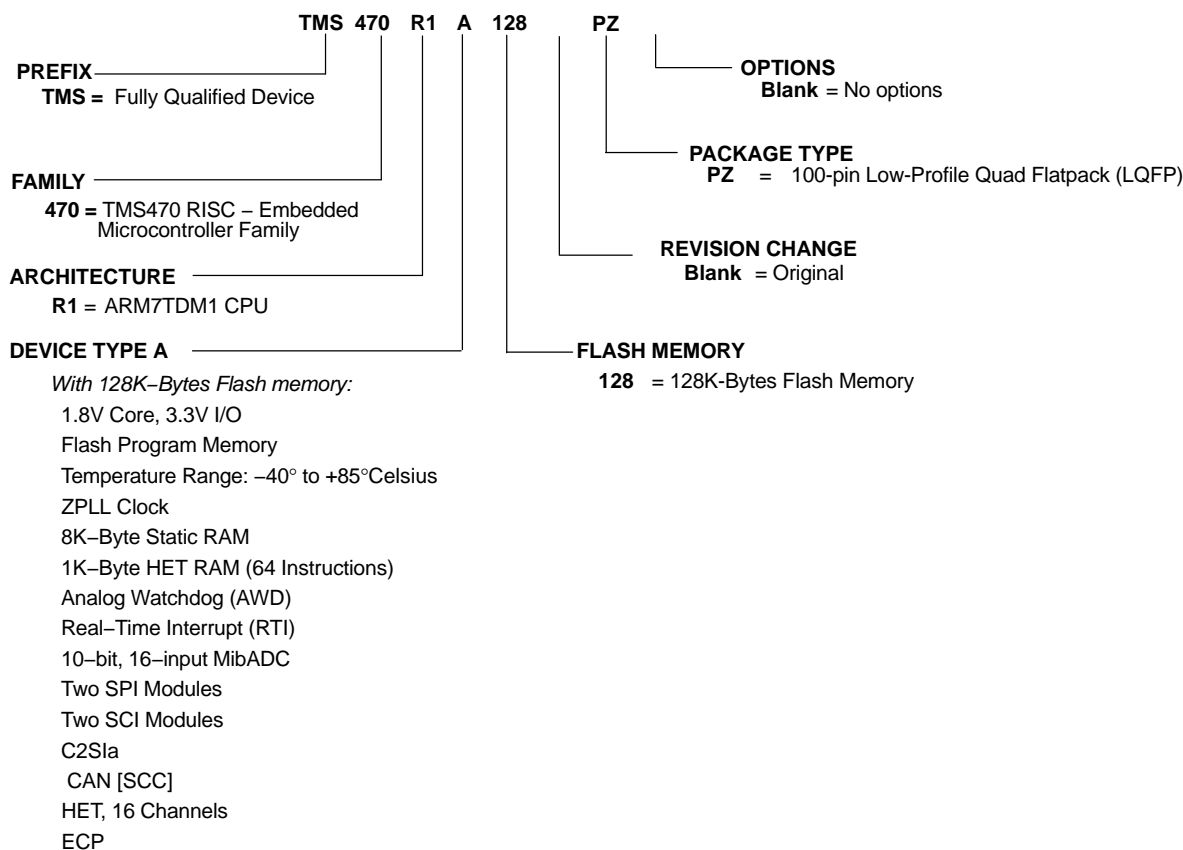 TMS 470 R1 A 128 PZ
PREFIX
TMS = Fully Qualified Device
OPTIONS
Blank = No options
PACKAGE TYPE
PZ = 100-pin Low-Profile Quad Flatpack (LQFP)
FAMILY
470 = TMS470 RISC − Embedded
Microcontroller Family
REVISION CHANGE
Blank = Original
ARCHITECTURE
R1 = ARM7TDM1 CPU
DEVICE TYPE A
FLASH MEMORY
128 = 128K-Bytes Flash Memory
With 128K−Bytes Flash memory:
1.8V Core, 3.3V I/O
Flash Program Memory
Temperature Range: −40° to +85°Celsius
ZPLL Clock
8K−Byte Static RAM
1K−Byte HET RAM (64 Instructions)
Analog Watchdog (AWD)
Real−Time Interrupt (RTI)
10−bit, 16−input MibADC
Two SPI Modules
Two SCI Modules
C2SIa
CAN [SCC]
HET, 16 Channels
ECP